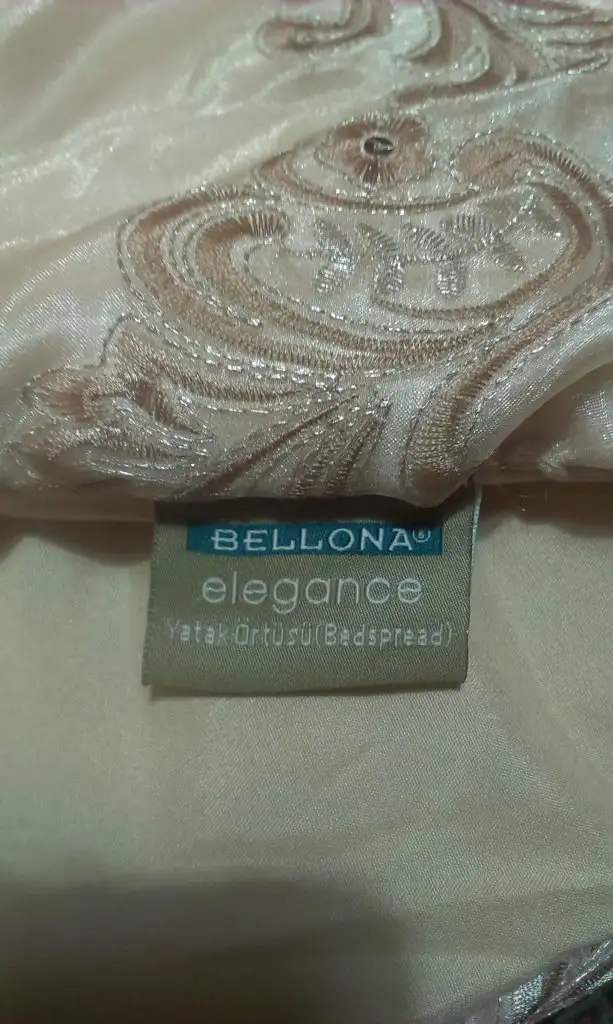 BELLONA®
elegance
Yatak Örtüsü(Bedspread)